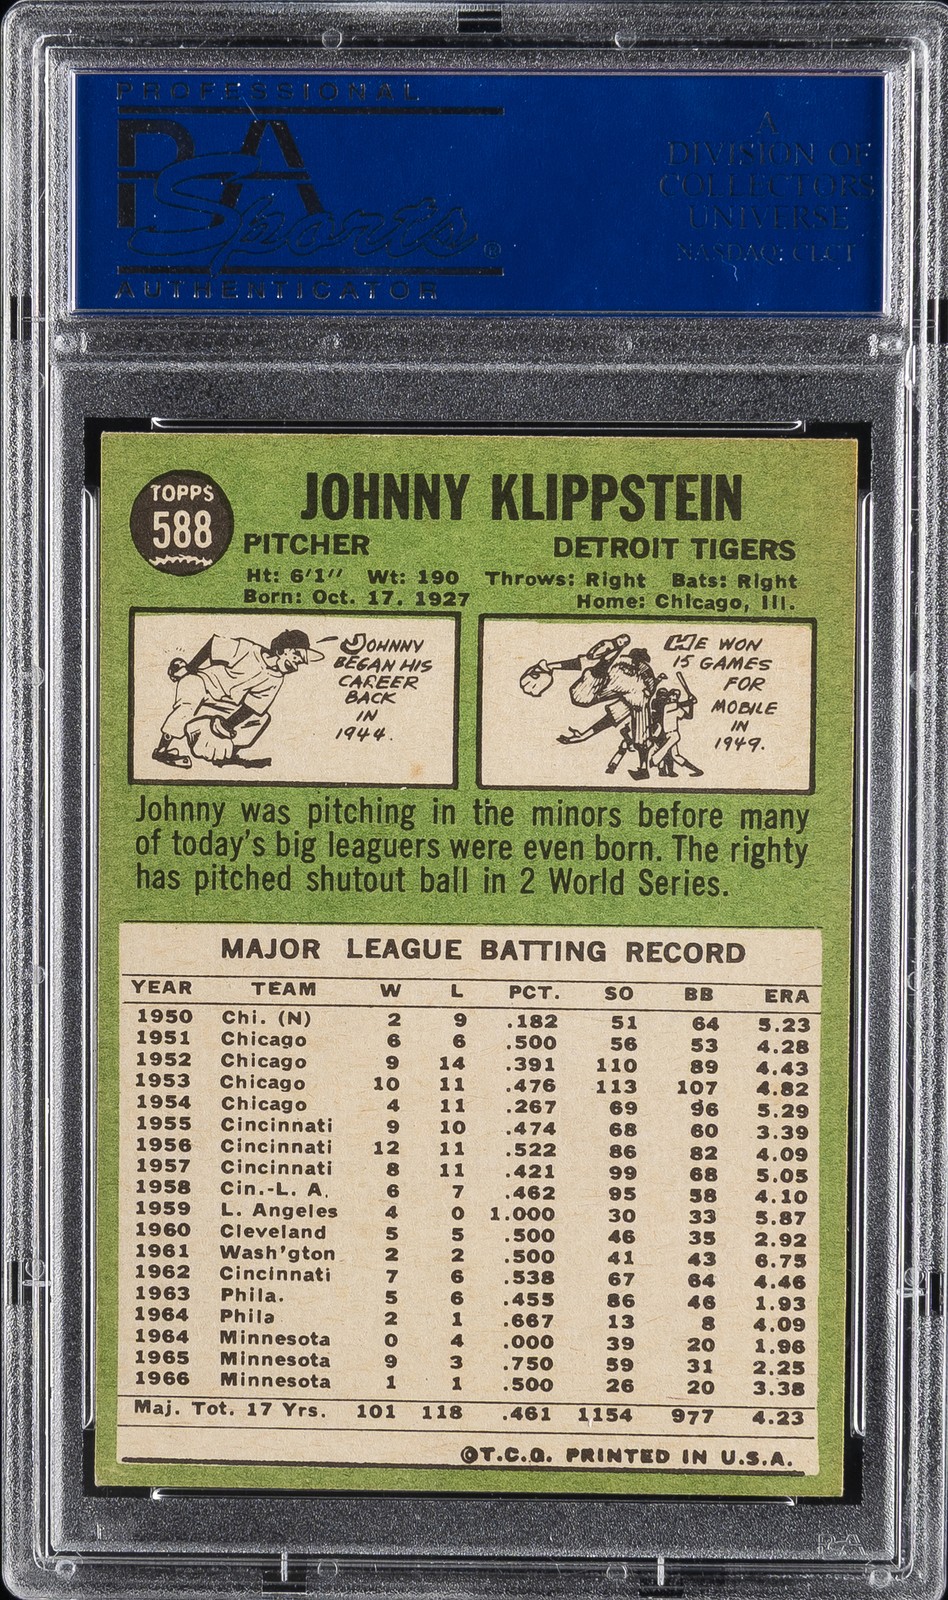 PROFESSIONAL
PSA
Sports®
AUTHENTICATOR
A
DIVISION OF
COLLECTORS
UNIVERSE
NASDAQ: CLCT
TOPPS
588
JOHNNY KLIPPSTEIN
PITCHER DETROIT TIGERS
Ht: 6'1" Wt: 190 Throws: Right Bats: Right
Born: Oct. 17, 1927 Home: Chicago, Ill.
JOHNNY
BEGAN HIS
CAREER
BACK
IN
1944.
HE WON
15 GAMES
FOR
MOBILE
IN
1949.
Johnny was pitching in the minors before many
of today's big leaguers were even born. The righty
has pitched shutout ball in 2 World Series.
MAJOR LEAGUE BATTING RECORD
YEAR TEAM W L PCT. SO BB ERA
1950 Chi. (N) 2 9 .182 51 64 5.23
1951 Chicago 6 6 .500 56 53 4.28
1952 Chicago 9 14 .391 110 89 4.43
1953 Chicago 10 11 .476 113 107 4.82
1954 Chicago 4 11 .267 69 96 5.29
1955 Cincinnati 9 10 .474 68 60 3.39
1956 Cincinnati 12 11 .522 86 82 4.09
1957 Cincinnati 8 11 .421 99 68 5.05
1958 Cin.-L. A. 6 7 .462 95 58 4.10
1959 L. Angeles 4 0 1.000 30 33 5.87
1960 Cleveland 5 5 .500 46 35 2.92
1961 Wash'gton 2 2 .500 41 43 6.75
1962 Cincinnati 7 6 .538 67 64 4.46
1963 Phila. 5 6 .455 86 46 1.93
1964 Phila 2 1 .667 13 8 4.09
1964 Minnesota 0 4 .000 39 20 1.96
1965 Minnesota 9 3 .750 59 31 2.25
1966 Minnesota 1 1 .500 26 20 3.38
Maj. Tot. 17 Yrs. 101 118 .461 1154 977 4.23
©T.C.G. PRINTED IN U.S.A.
PSA